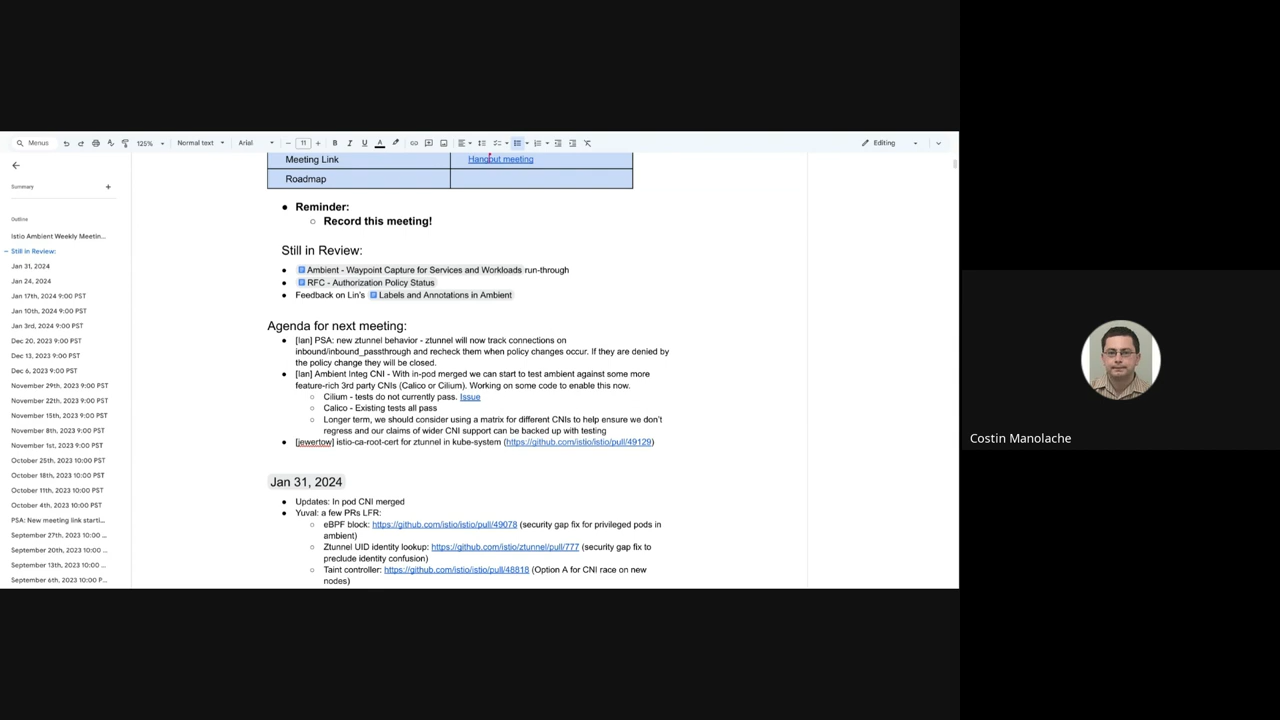 Menus
125%
Normal text
Arial
11
Editing
Summary
Outline
Istio Ambient Weekly Meetin...
Still in Review:
Jan 31, 2024
Jan 24, 2024
Jan 17th, 2024 9:00 PST
Jan 10th, 2024 9:00 PST
Jan 3rd, 2024 9:00 PST
Dec 20, 2023 9:00 PST
Dec 13, 2023 9:00 PST
Dec 6, 2023 9:00 PST
November 29th, 2023 9:00 PST
November 22th, 2023 9:00 PST
November 15th, 2023 9:00 PST
November 8th, 2023 9:00 PST
November 1st, 2023 9:00 PST
October 25th, 2023 10:00 PST
October 18th, 2023 10:00 PST
October 11th, 2023 10:00 PST
October 4th, 2023 10:00 PST
PSA: New meeting link starti...
September 27th, 2023 10:00 ...
September 20th, 2023 10:00 ...
September 13th, 2023 10:00 ...
September 6th, 2023 10:00 P...
Meeting Link
Hangout meeting
Roadmap
● Reminder:
○ Record this meeting!
Still in Review:
● Ambient - Waypoint Capture for Services and Workloads run-through
● RFC - Authorization Policy Status
● Feedback on Lin's Labels and Annotations in Ambient
Agenda for next meeting:
● [Ian] PSA: new ztunnel behavior - ztunnel will now track connections on
inbound/inbound_passthrough and recheck them when policy changes occur. If they are denied by
the policy change they will be closed.
● [Ian] Ambient Integ CNI - With in-pod merged we can start to test ambient against some more
feature-rich 3rd party CNIs (Calico or Cilium). Working on some code to enable this now.
○ Cilium - tests do not currently pass. Issue
○ Calico - Existing tests all pass
○ Longer term, we should consider using a matrix for different CNIs to help ensure we don't
regress and our claims of wider CNI support can be backed up with testing
● [jewertow] istio-ca-root-cert for ztunnel in kube-system (https://github.com/istio/istio/pull/49129)
Jan 31, 2024
● Updates: In pod CNI merged
● Yuval: a few PRs LFR:
○ eBPF block: https://github.com/istio/istio/pull/49078 (security gap fix for privileged pods in
ambient)
○ Ztunnel UID identity lookup: https://github.com/istio/ztunnel/pull/777 (security gap fix to
preclude identity confusion)
○ Taint controller: https://github.com/istio/istio/pull/48818 (Option A for CNI race on new
nodes)
Costin Manolache